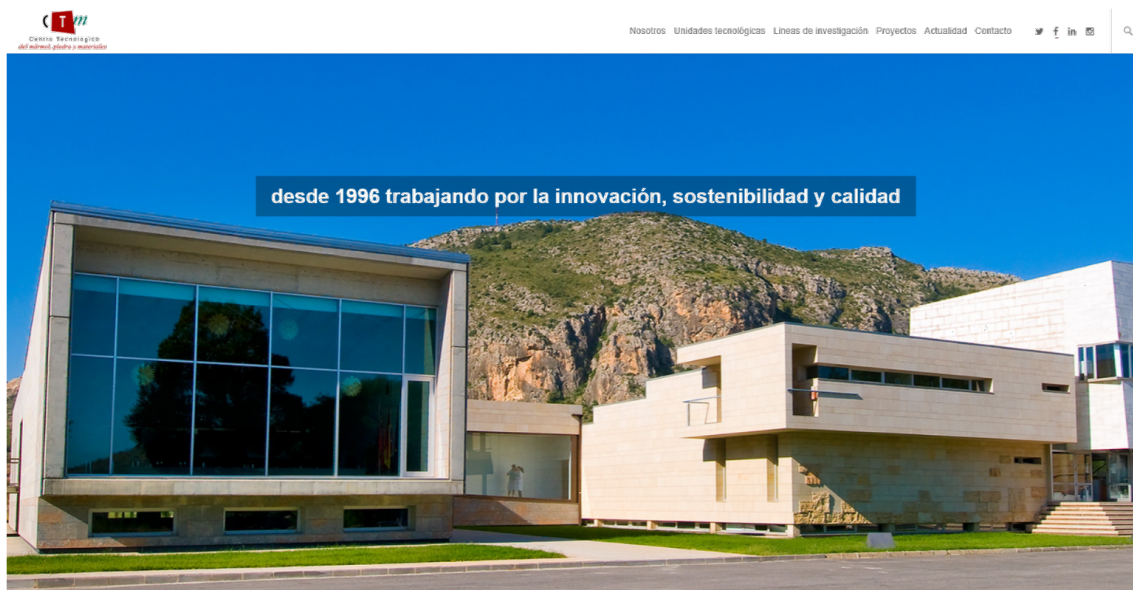 CTm
Centro Tecnológico
del mármol, piedra y materiales
Nosotros Unidades tecnológicas Líneas de investigación Proyectos Actualidad Contacto
desde 1996 trabajando por la innovación, sostenibilidad y calidad